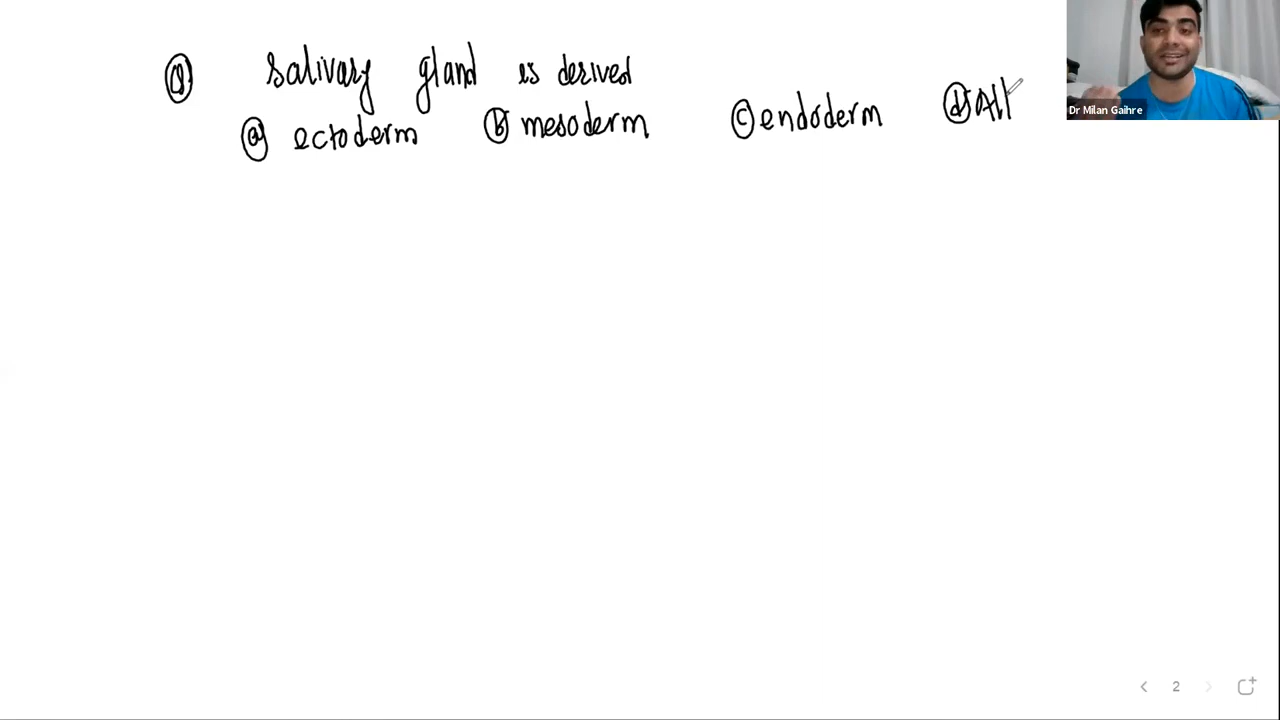 Q Salivary gland is derived
a ectoderm b mesoderm c endoderm d All
Dr Milan Gaihre
2